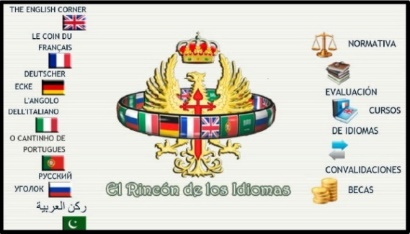 THE ENGLISH CORNER
LE COIN DU
FRANÇAIS
DEUTSCHER
ECKE
L'ANGOLO
DELL'ITALIANO
O CANTINHO DE
PORTUGUES
РУССКИЙ
УГОЛОК
ركن العربية
El Rincón de los Idiomas
NORMATIVA
EVALUACIÓN
CURSOS
DE IDIOMAS
CONVALIDACIONES
BECAS